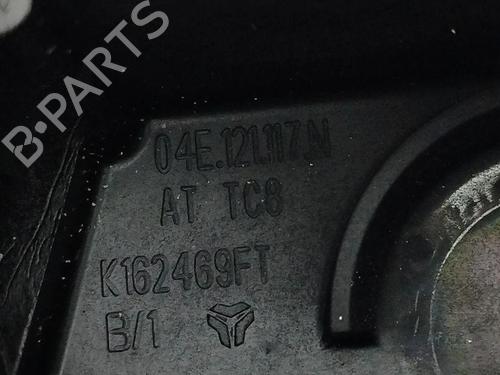 B·PARTS
04E.121.117.N
AT TC8
K162469FT
B/1